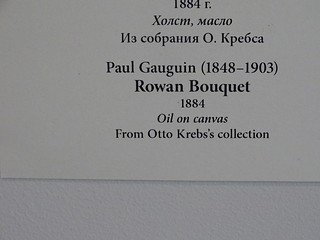 1884 г.
Холст, масло
Из собрания О. Кребса
Paul Gauguin (1848–1903)
Rowan Bouquet
1884
Oil on canvas
From Otto Krebs's collection